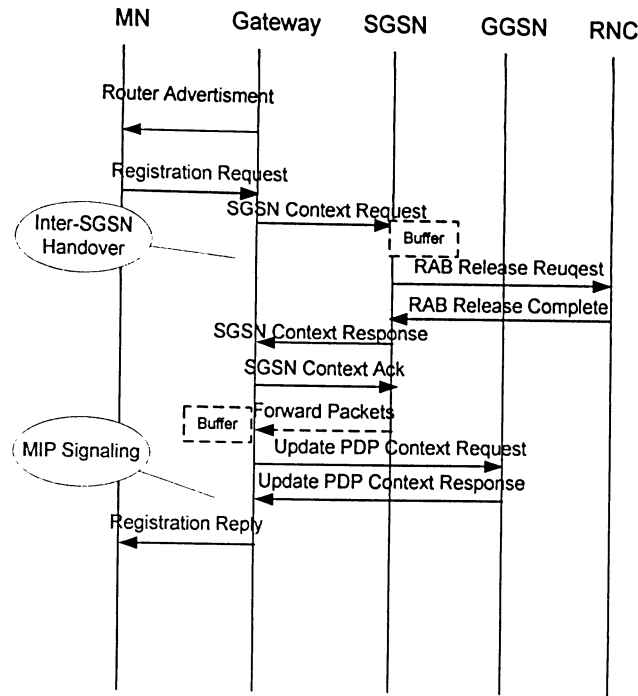 MN Gateway SGSN GGSN RNC
Router Advertisment
Registration Request
SGSN Context Request
Inter-SGSN
Handover
Buffer
RAB Release Reuqest
RAB Release Complete
SGSN Context Response
SGSN Context Ack
Forward Packets
Buffer
Update PDP Context Request
MIP Signaling
Update PDP Context Response
Registration Reply